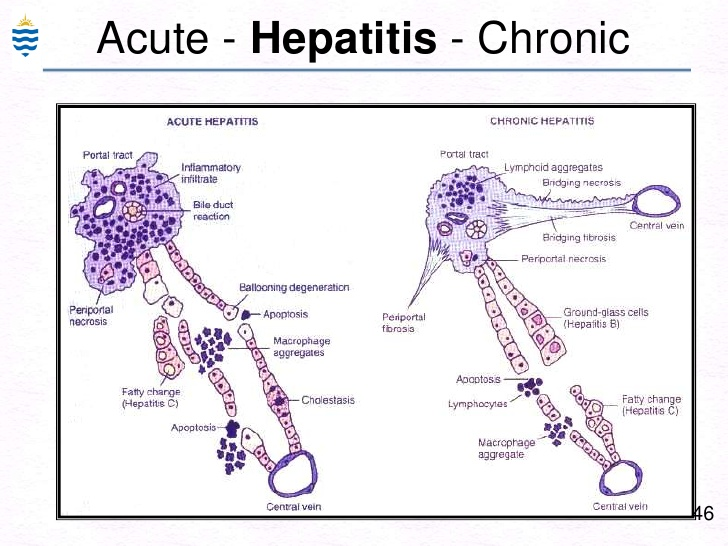 Acute - Hepatitis - Chronic
ACUTE HEPATITIS
Portal tract
Inflammatory
infiltrate
Bile duct
reaction
Periportal
necrosis
Ballooning degeneration
Apoptosis
Macrophage
aggregates
Fatty change
(Hepatitis C)
Cholestasis
Apoptosis
Central vein
CHRONIC HEPATITIS
Portal tract
Lymphoid aggregates
Bridging necrosis
Central vein
Bridging fibrosis
Periportal necrosis
Periportal
fibrosis
Ground-glass cells
(Hepatitis B)
Apoptosis
Lymphocytes
Fatty change
(Hepatitis C)
Macrophage
aggregate
Central vein
46